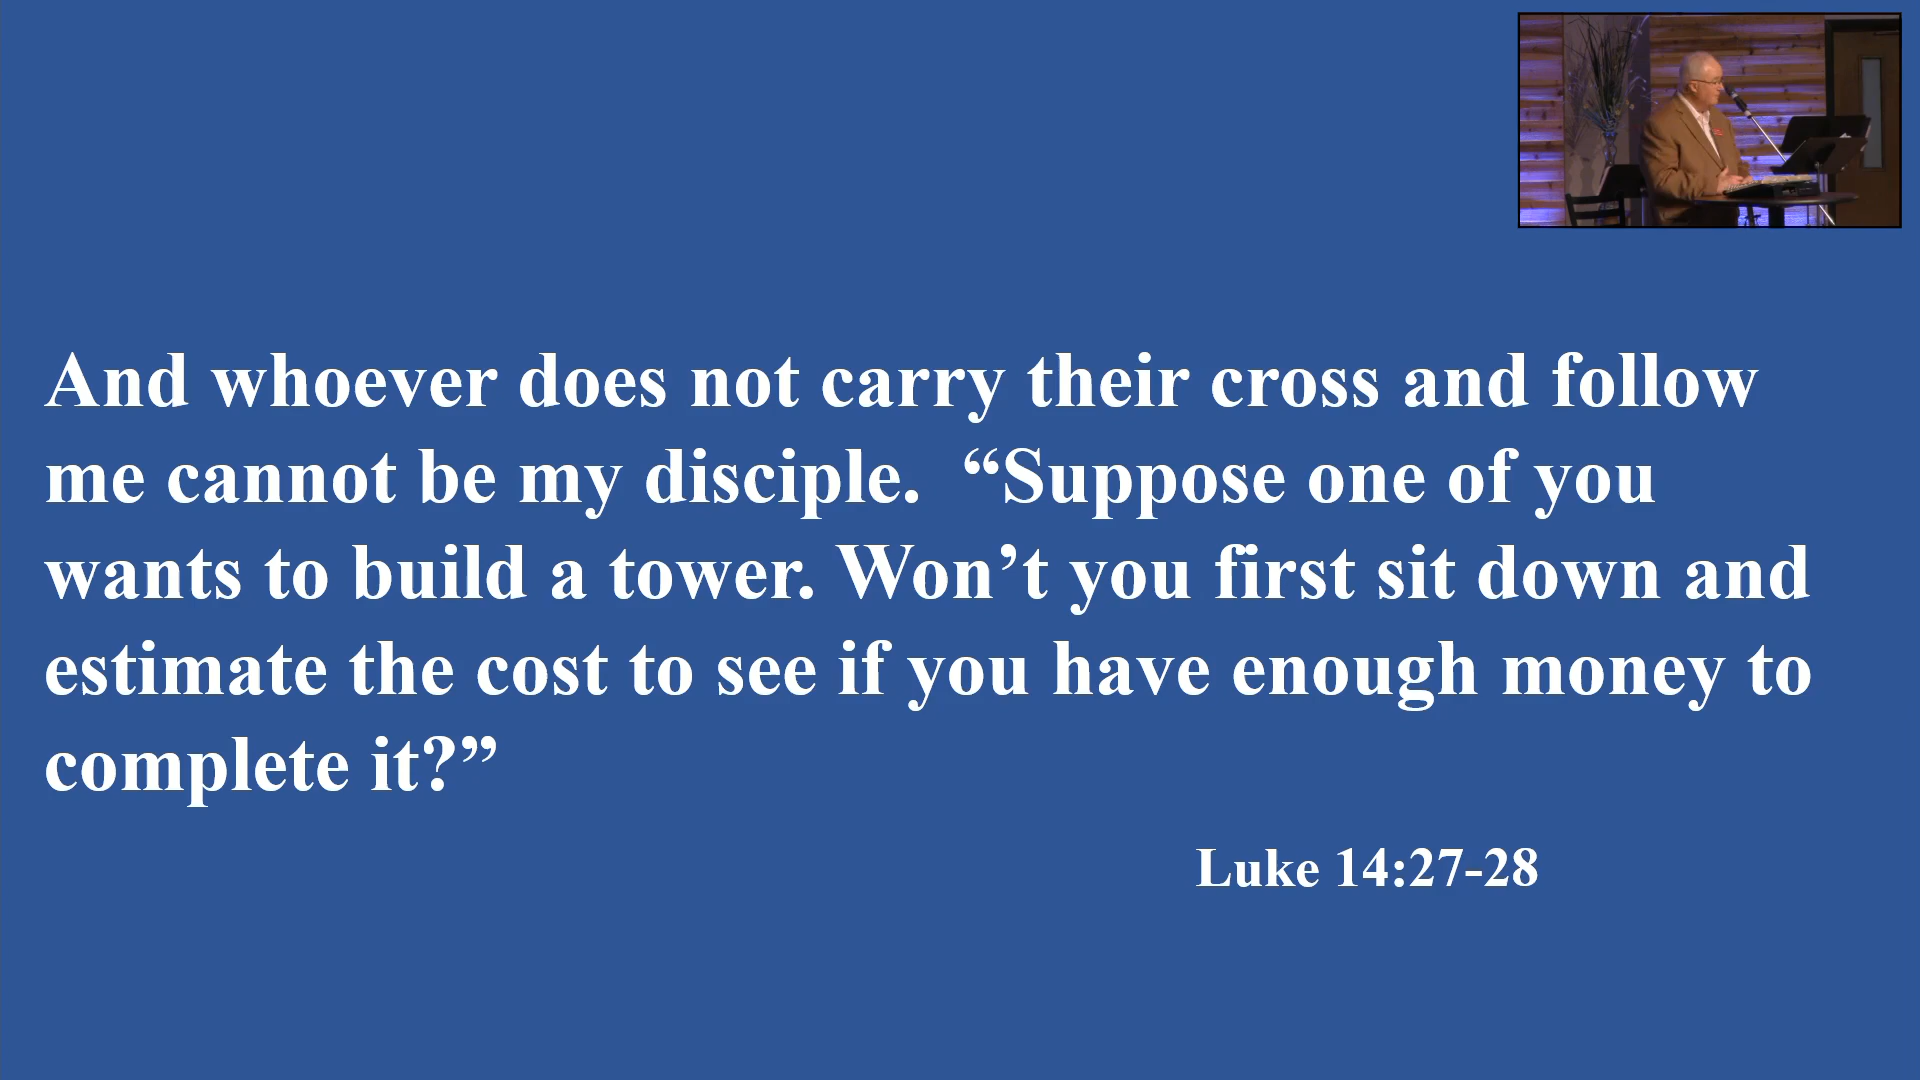 And whoever does not carry their cross and follow
me cannot be my disciple.  “Suppose one of you
wants to build a tower. Won’t you first sit down and
estimate the cost to see if you have enough money to
complete it?”
Luke 14:27-28